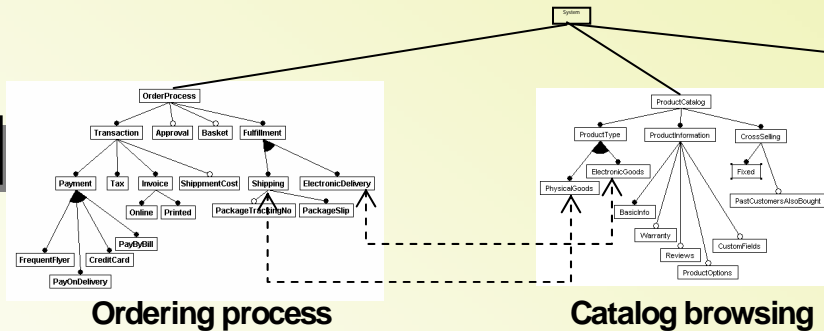 System
OrderProcess
Transaction Approval Basket Fulfillment
Payment Tax Invoice ShippmentCost Shipping ElectronicDelivery
Online Printed PackageTrackingNo PackageSlip
PayByBill
FrequentFlyer CreditCard
PayOnDelivery
Ordering process
ProductCatalog
ProductType ProductInformation CrossSelling
ElectronicGoods Fixed
PhysicalGoods
PastCustomersAlsoBought
BasicInfo
Warranty
CustomFields
Reviews
ProductOptions
Catalog browsing